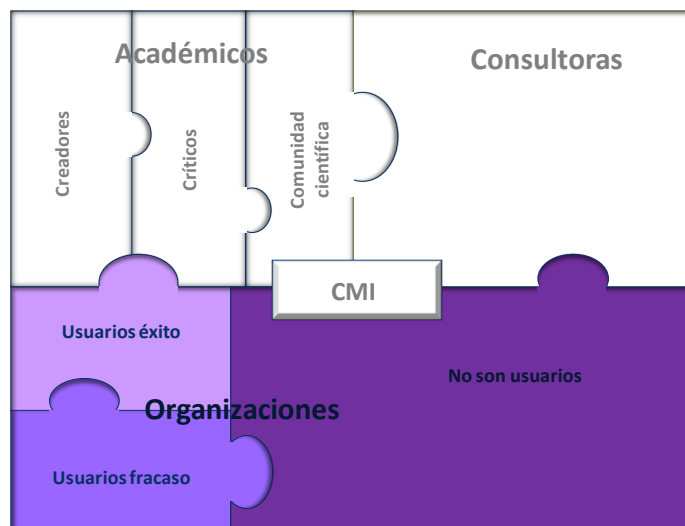 Académicos
Consultoras
Creadores
Críticos
Comunidad
científica
CMI
Usuarios éxito
No son usuarios
Organizaciones
Usuarios fracaso